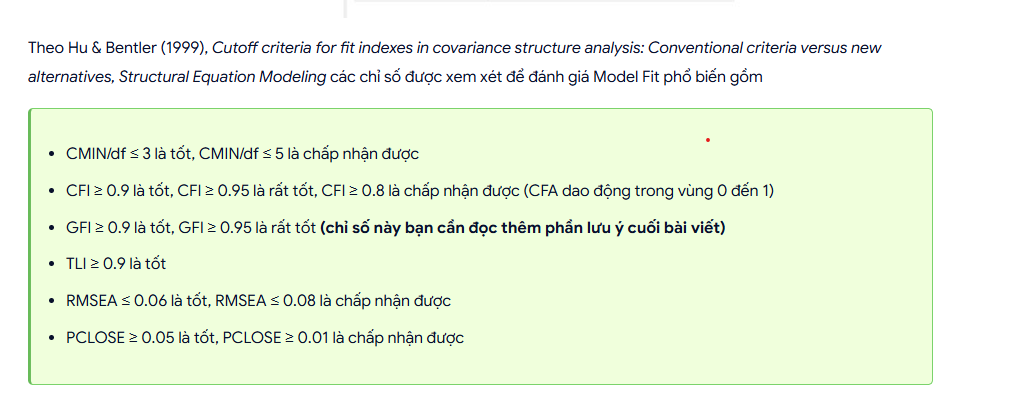 Theo Hu & Bentler (1999), Cutoff criteria for fit indexes in covariance structure analysis: Conventional criteria versus new
alternatives, Structural Equation Modeling các chỉ số được xem xét để đánh giá Model Fit phổ biến gồm
• CMIN/df ≤ 3 là tốt, CMIN/df ≤ 5 là chấp nhận được
• CFI ≥ 0.9 là tốt, CFI ≥ 0.95 là rất tốt, CFI ≥ 0.8 là chấp nhận được (CFA dao động trong vùng 0 đến 1)
• GFI ≥ 0.9 là tốt, GFI ≥ 0.95 là rất tốt (chỉ số này bạn cần đọc thêm phần lưu ý cuối bài viết)
• TLI ≥ 0.9 là tốt
• RMSEA ≤ 0.06 là tốt, RMSEA ≤ 0.08 là chấp nhận được
• PCLOSE ≥ 0.05 là tốt, PCLOSE ≥ 0.01 là chấp nhận được